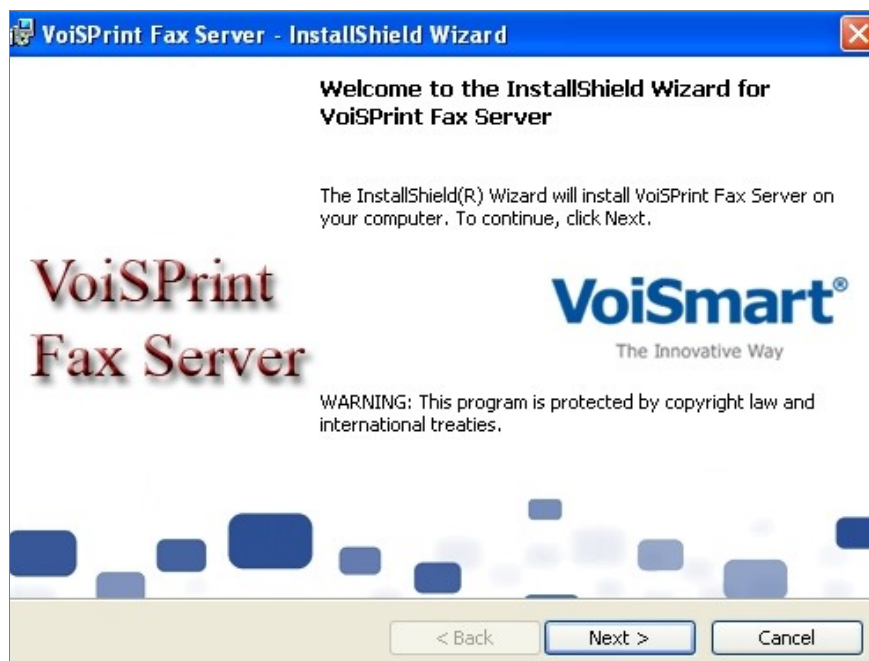 VoiSPrint Fax Server - InstallShield Wizard
Welcome to the InstallShield Wizard for
VoiSPrint Fax Server
The InstallShield(R) Wizard will install VoiSPrint Fax Server on
your computer. To continue, click Next.
VoiSPrint
Fax Server
VoiSmart®
The Innovative Way
WARNING: This program is protected by copyright law and
international treaties.
< Back
Next >
Cancel